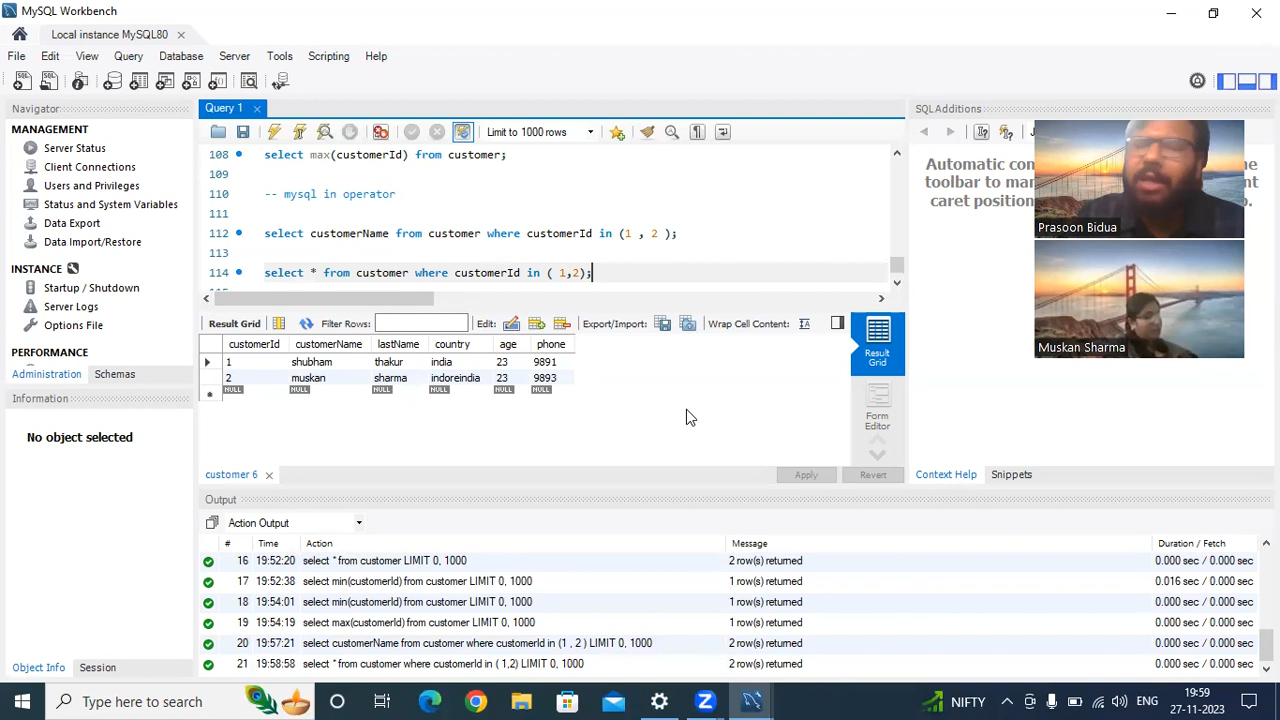 MySQL Workbench
Local instance MySQL80
File Edit View Query Database Server Tools Scripting Help
Navigator
MANAGEMENT
Server Status
Client Connections
Users and Privileges
Status and System Variables
Data Export
Data Import/Restore
INSTANCE
Startup / Shutdown
Server Logs
Options File
PERFORMANCE
Administration Schemas
Information
No object selected
Object Info Session
Query 1
Limit to 1000 rows
108 select max(customerId) from customer;
109
110 -- mysql in operator
111
112 select customerName from customer where customerId in (1 , 2 );
113
114 select * from customer where customerId in ( 1,2);
Result Grid Filter Rows: Edit: Export/Import: Wrap Cell Content:
customerId customerName lastName country age phone
1 shubham thakur india 23 9891
2 muskan sharma indoreindia 23 9893
NULL NULL NULL NULL NULL NULL
Result Grid
Form Editor
customer 6
Apply Revert
SQLAdditions
Automatic con
toolbar to mar
caret position
Prasoon Bidua
Muskan Sharma
Context Help Snippets
Output
Action Output
# Time Action Message Duration / Fetch
16 19:52:20 select * from customer LIMIT 0, 1000 2 row(s) returned 0.000 sec / 0.000 sec
17 19:52:38 select min(customerId) from customer LIMIT 0, 1000 1 row(s) returned 0.016 sec / 0.000 sec
18 19:54:01 select min(customerId) from customer LIMIT 0, 1000 1 row(s) returned 0.000 sec / 0.000 sec
19 19:54:19 select max(customerId) from customer LIMIT 0, 1000 1 row(s) returned 0.000 sec / 0.000 sec
20 19:57:21 select customerName from customer where customerId in (1 , 2 ) LIMIT 0, 1000 2 row(s) returned 0.000 sec / 0.000 sec
21 19:58:58 select * from customer where customerId in ( 1,2) LIMIT 0, 1000 2 row(s) returned 0.000 sec / 0.000 sec
Type here to search
NIFTY
ENG
19:59
27-11-2023